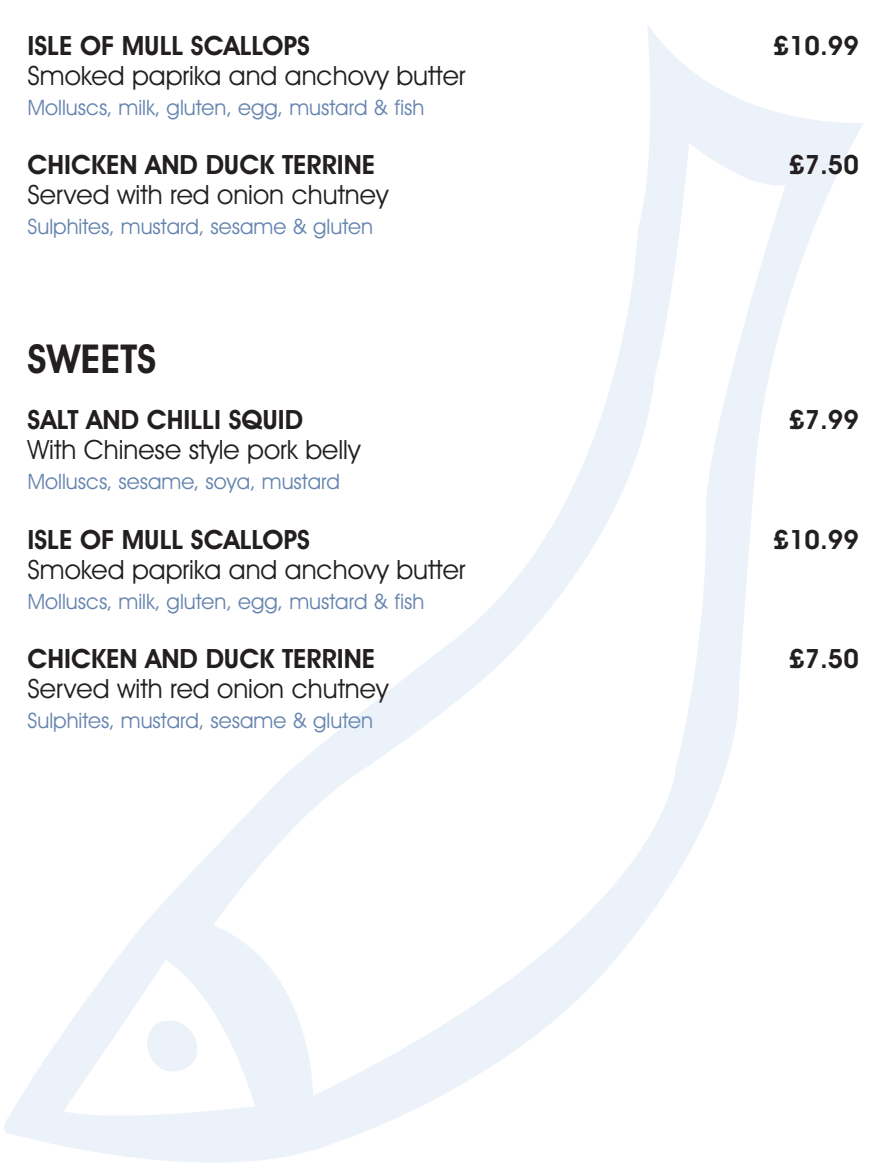 ISLE OF MULL SCALLOPS £10.99
Smoked paprika and anchovy butter
Molluscs, milk, gluten, egg, mustard & fish
CHICKEN AND DUCK TERRINE £7.50
Served with red onion chutney
Sulphites, mustard, sesame & gluten
SWEETS
SALT AND CHILLI SQUID £7.99
With Chinese style pork belly
Molluscs, sesame, soya, mustard
ISLE OF MULL SCALLOPS £10.99
Smoked paprika and anchovy butter
Molluscs, milk, gluten, egg, mustard & fish
CHICKEN AND DUCK TERRINE £7.50
Served with red onion chutney
Sulphites, mustard, sesame & gluten